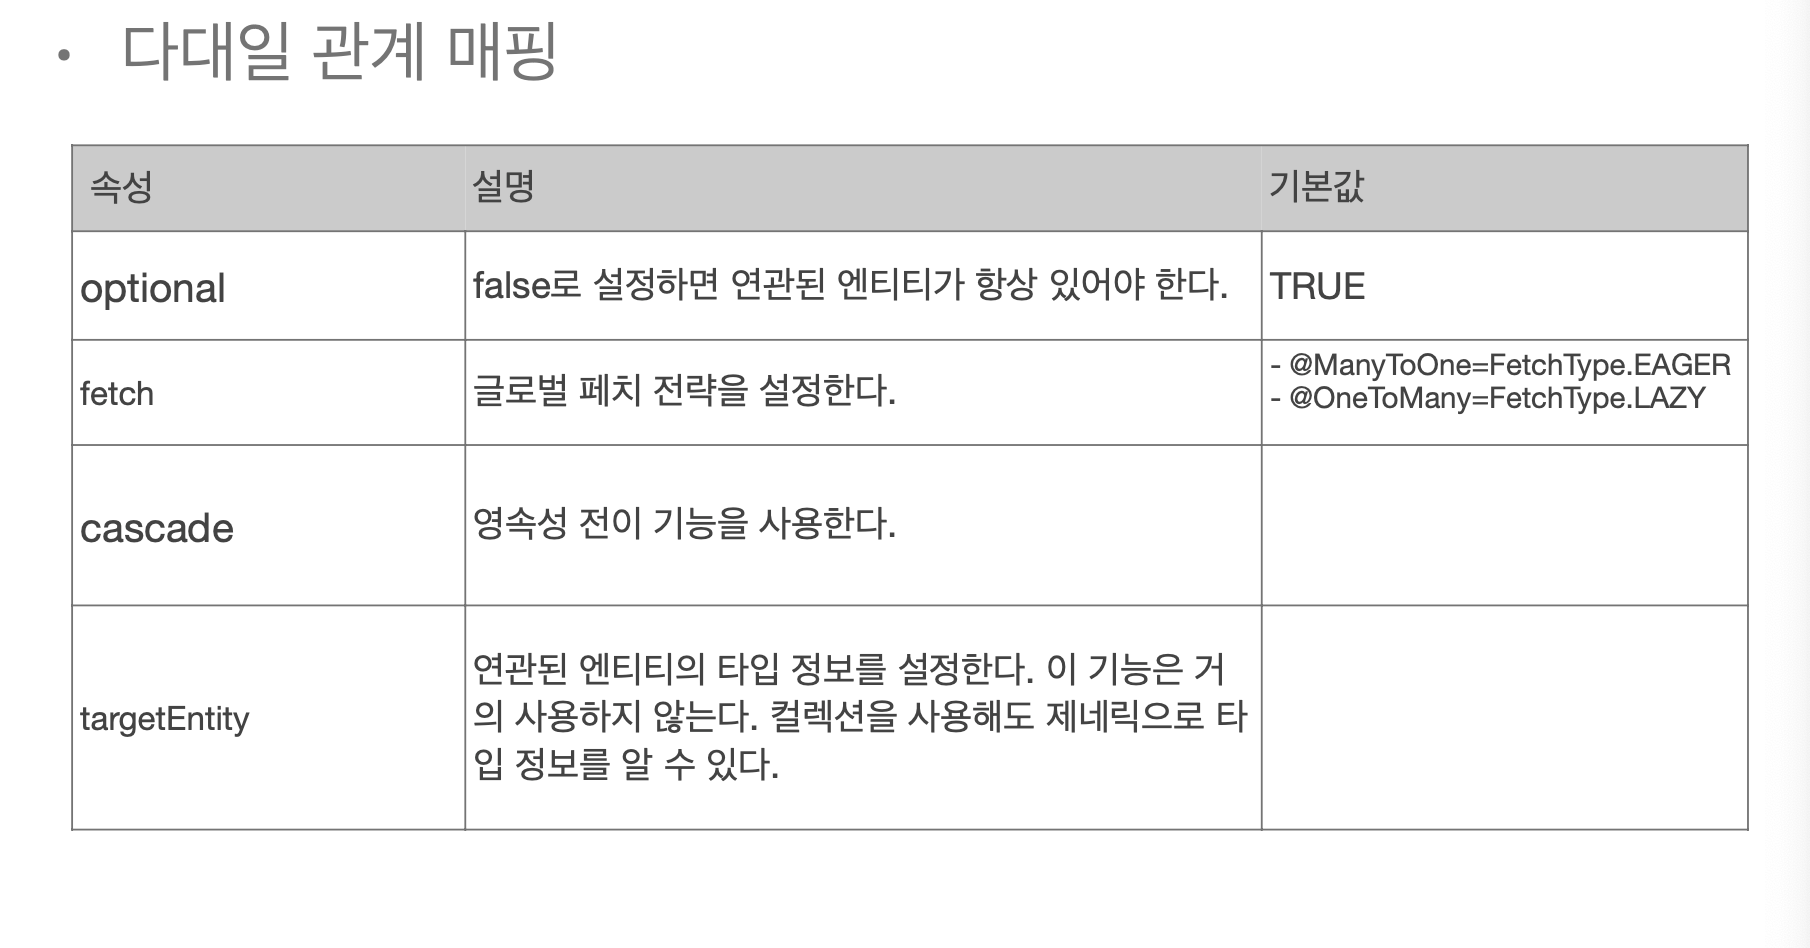 • 다대일 관계 매핑
속성 설명 기본값
optional false로 설정하면 연관된 엔티티가 항상 있어야 한다. TRUE
fetch 글로벌 페치 전략을 설정한다. - @ManyToOne=FetchType.EAGER
- @OneToMany=FetchType.LAZY
cascade 영속성 전이 기능을 사용한다.
targetEntity 연관된 엔티티의 타입 정보를 설정한다. 이 기능은 거
의 사용하지 않는다. 컬렉션을 사용해도 제네릭으로 타
입 정보를 알 수 있다.